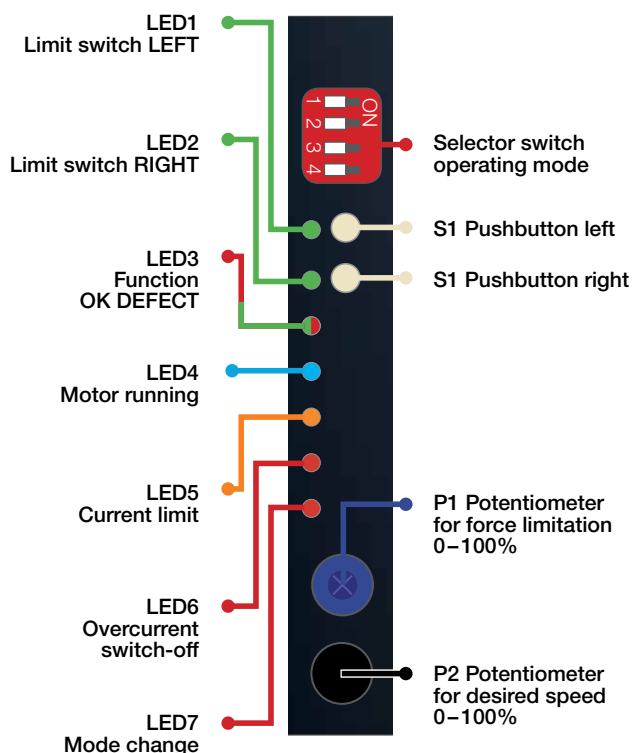 LED1
Limit switch LEFT
LED2
Limit switch RIGHT
LED3
Function
OK DEFECT
LED4
Motor running
LED5
Current limit
LED6
Overcurrent
switch-off
LED7
Mode change
ON
1
2
3
4
Selector switch
operating mode
S1 Pushbutton left
S1 Pushbutton right
P1 Potentiometer
for force limitation
0–100%
P2 Potentiometer
for desired speed
0–100%